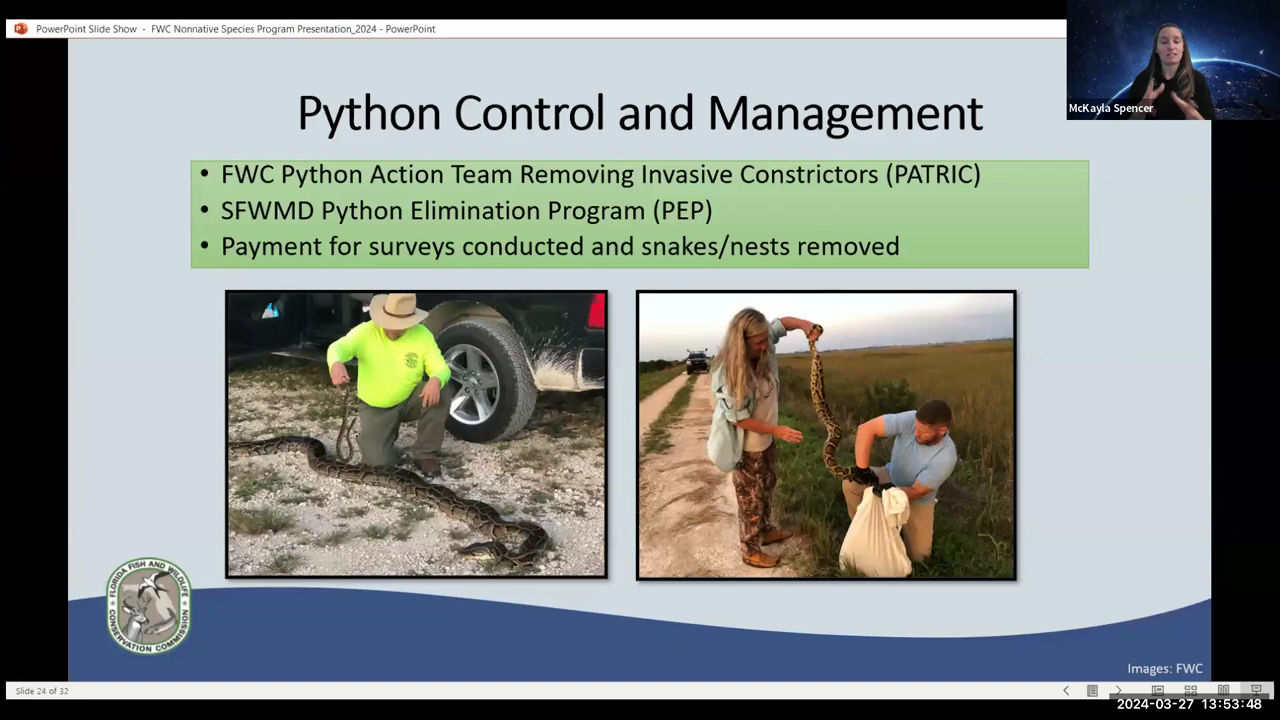 PowerPoint Slide Show - FWC Nonnative Species Program Presentation_2024 - PowerPoint
McKayla Spencer
Python Control and Management
• FWC Python Action Team Removing Invasive Constrictors (PATRIC)
• SFWMD Python Elimination Program (PEP)
• Payment for surveys conducted and snakes/nests removed
FLORIDA FISH AND WILDLIFE
CONSERVATION COMMISSION
Images: FWC
Slide 24 of 32
2024-03-27 13:53:48